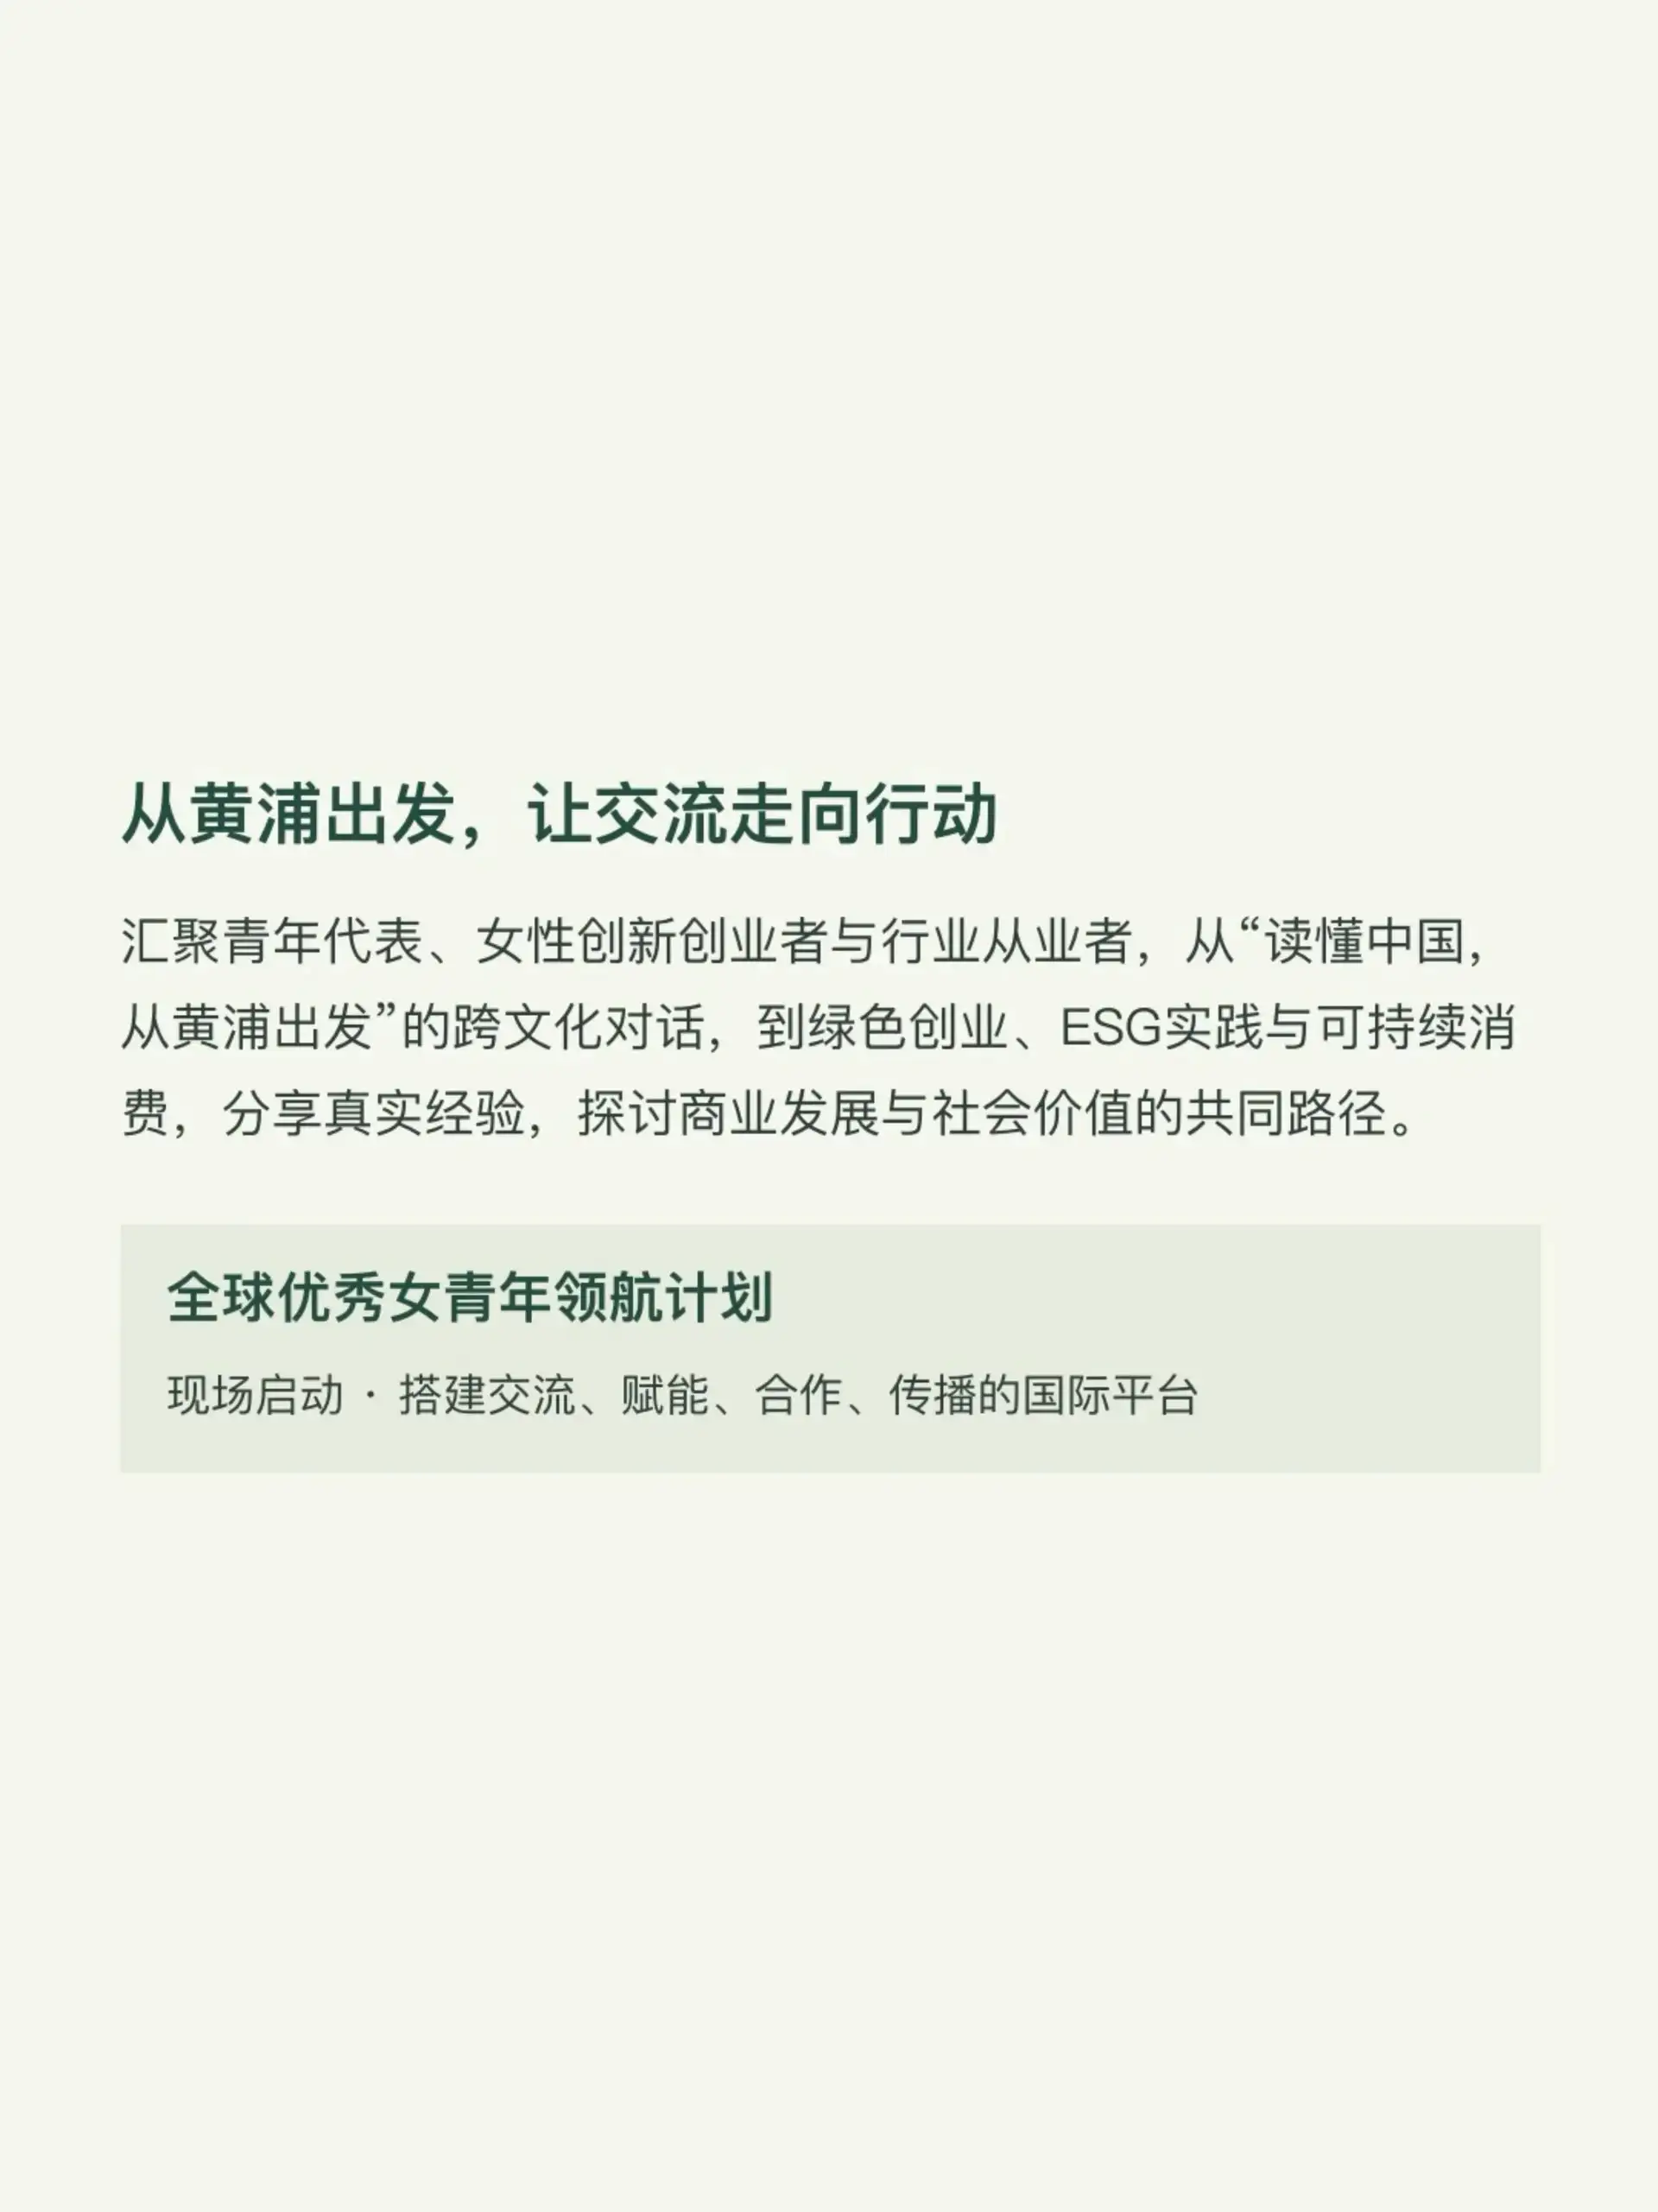 从黄浦出发，让交流走向行动
汇聚青年代表、女性创新创业者与行业从业者，从“读懂中国，
从黄浦出发”的跨文化对话，到绿色创业、ESG实践与可持续消
费，分享真实经验，探讨商业发展与社会价值的共同路径。
全球优秀女青年领航计划
现场启动 · 搭建交流、赋能、合作、传播的国际平台